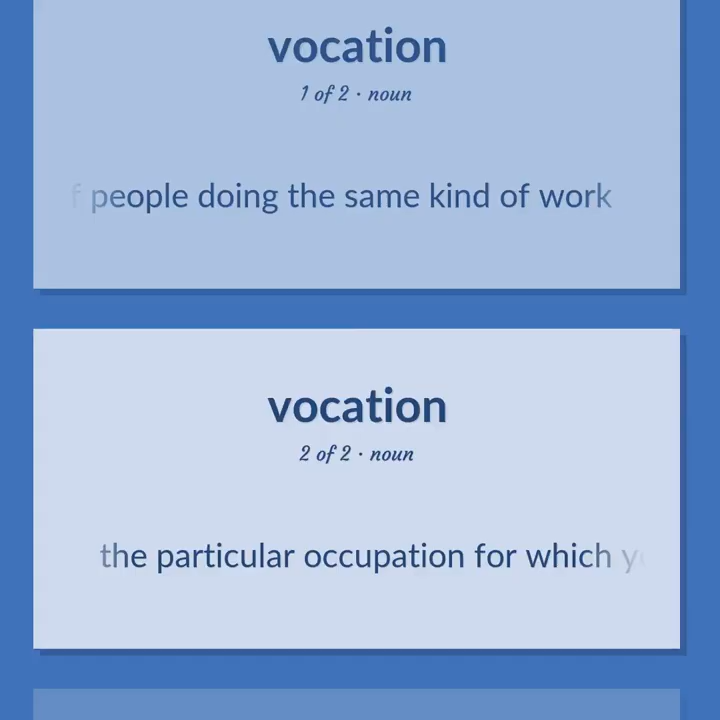 vocation
1 of 2 · noun
f people doing the same kind of work
vocation
2 of 2 · noun
the particular occupation for which